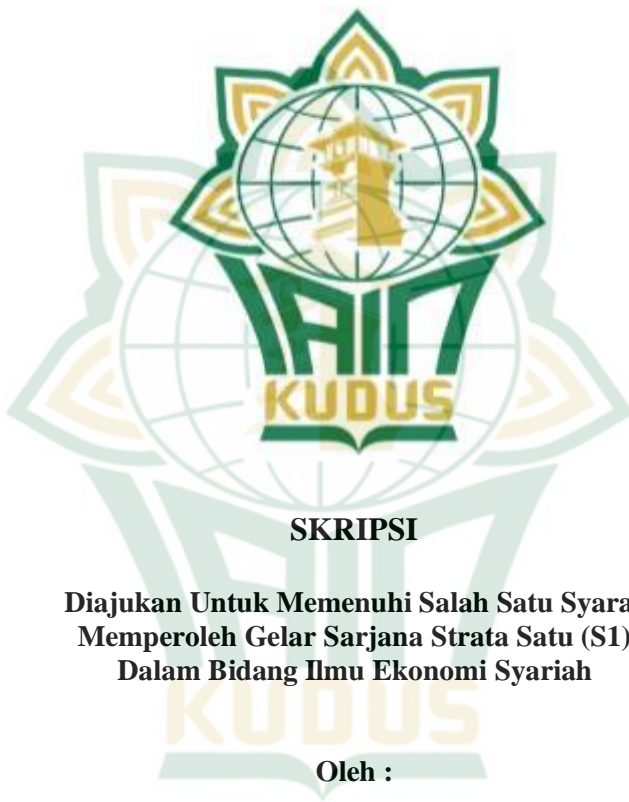 IAIN
KUDUS
SKRIPSI
Diajukan Untuk Memenuhi Salah Satu Syara
Memperoleh Gelar Sarjana Strata Satu (S1)
Dalam Bidang Ilmu Ekonomi Syariah
KUDUS
Oleh :